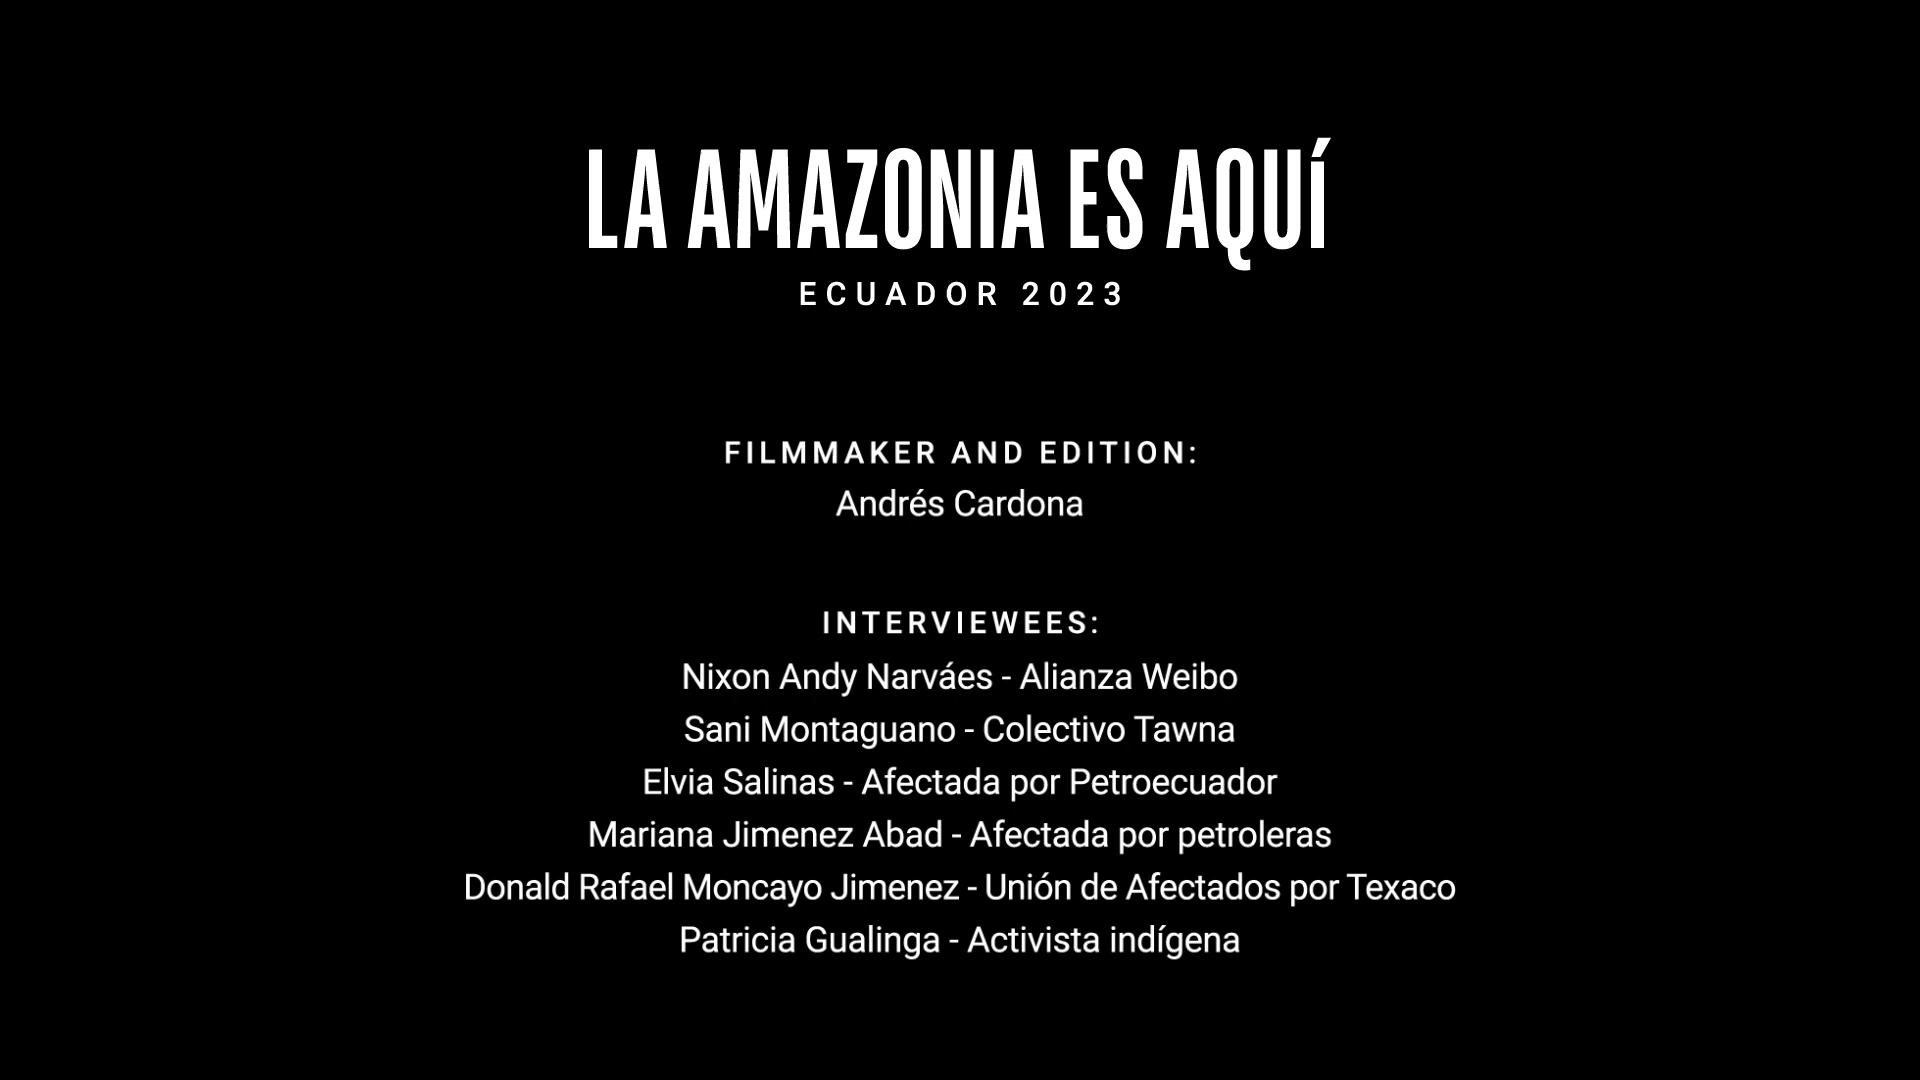 LA AMAZONIA ES AQUÍ
ECUADOR 2023
FILMMAKER AND EDITION:
Andrés Cardona
INTERVIEWEES:
Nixon Andy Narváes - Alianza Weibo
Sani Montaguano - Colectivo Tawna
Elvia Salinas - Afectada por Petroecuador
Mariana Jimenez Abad - Afectada por petroleras
Donald Rafael Moncayo Jimenez - Unión de Afectados por Texaco
Patricia Gualinga - Activista indígena